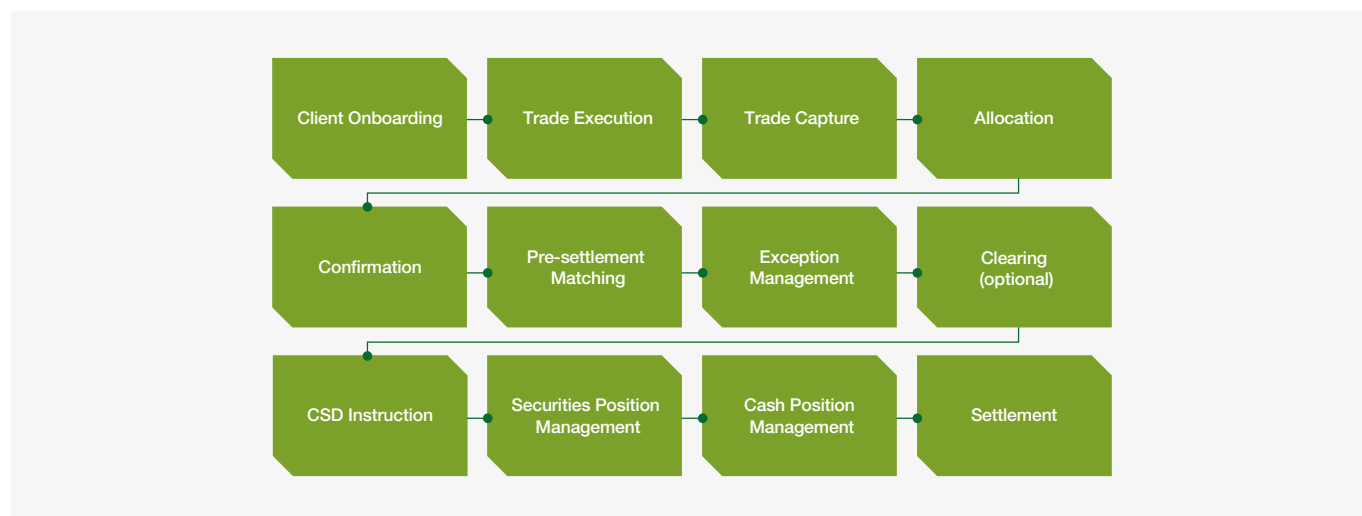 Client Onboarding
Trade Execution
Trade Capture
Allocation
Confirmation
Pre-settlement
Matching
Exception
Management
Clearing
(optional)
CSD Instruction
Securities Position
Management
Cash Position
Management
Settlement